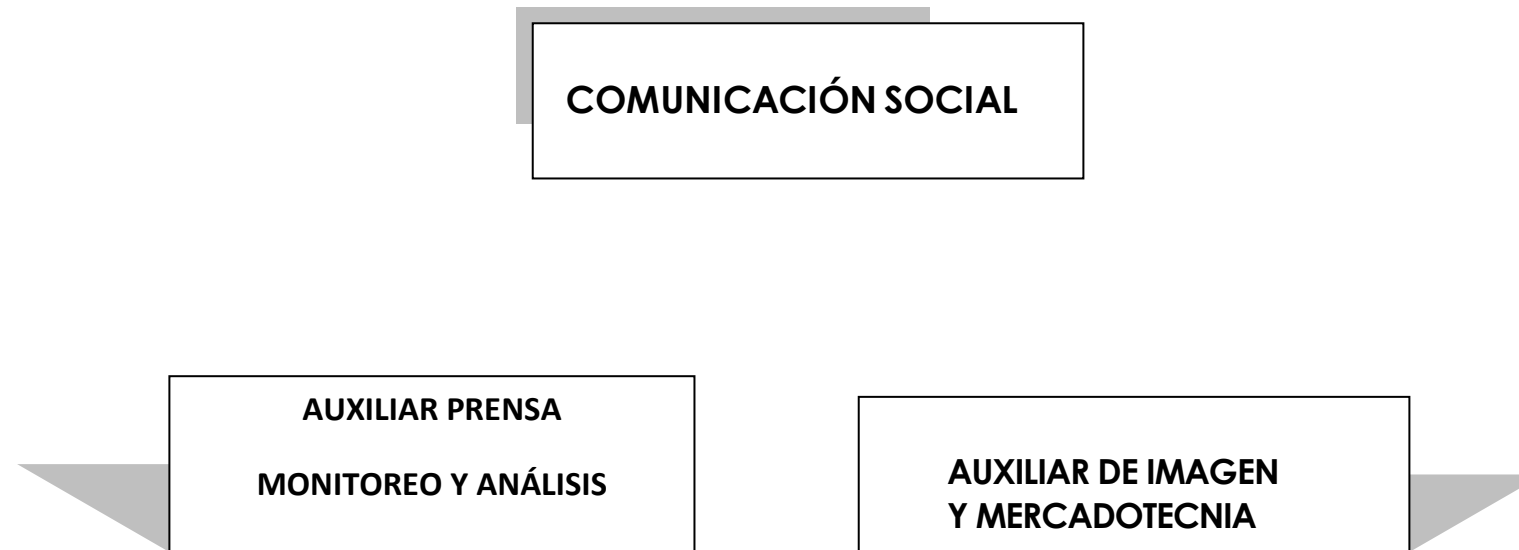 COMUNICACIÓN SOCIAL
AUXILIAR PRENSA
MONITOREO Y ANÁLISIS
AUXILIAR DE IMAGEN
Y MERCADOTECNIA